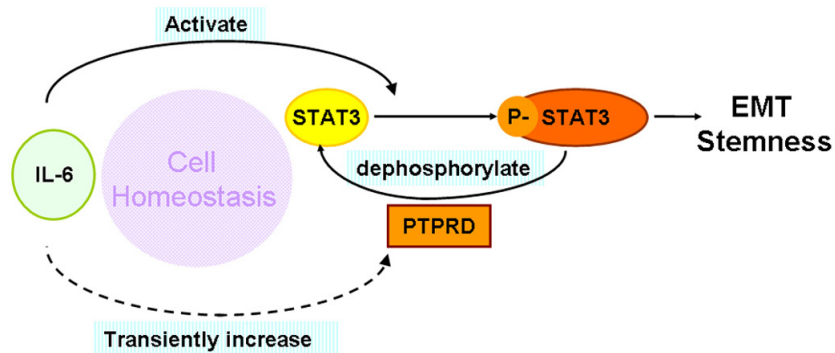 Activate
STAT3
P- STAT3
EMT
Stemness
IL-6
Cell
Homeostasis
dephosphorylate
PTPRD
Transiently increase